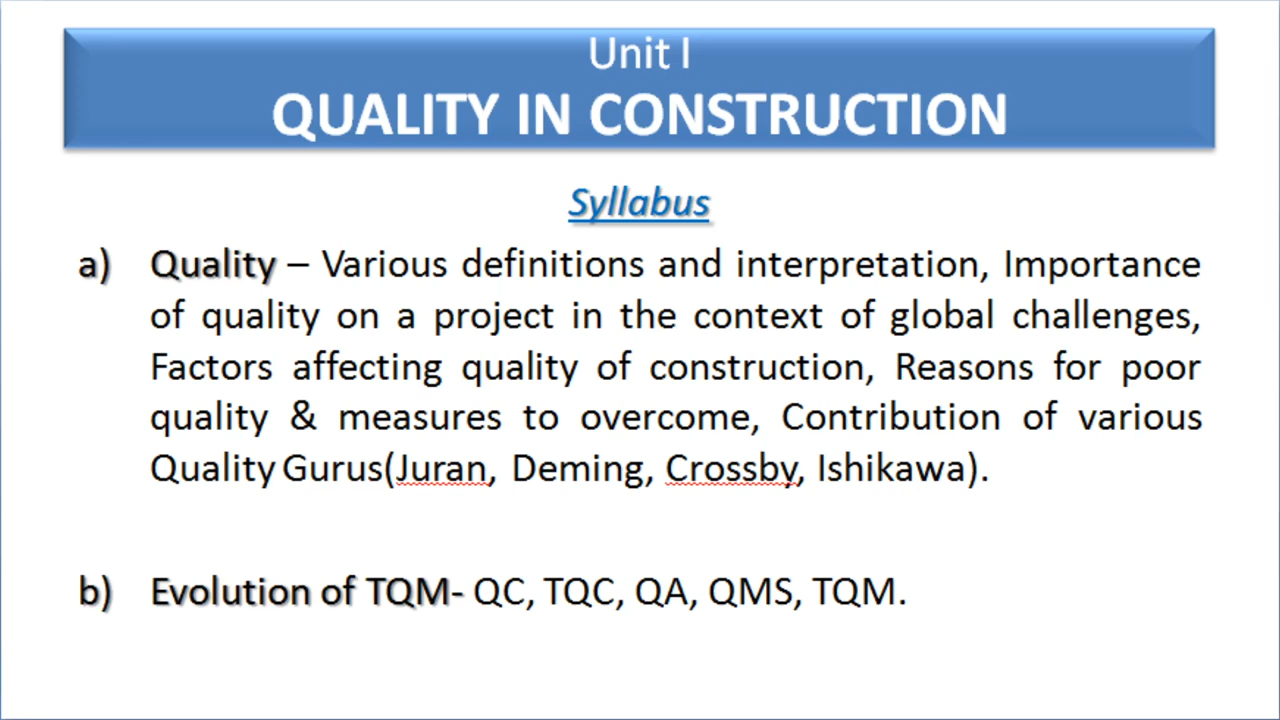 Unit I
QUALITY IN CONSTRUCTION
Syllabus
a) Quality – Various definitions and interpretation, Importance
of quality on a project in the context of global challenges,
Factors affecting quality of construction, Reasons for poor
quality & measures to overcome, Contribution of various
Quality Gurus(Juran, Deming, Crossby, Ishikawa).
b) Evolution of TQM- QC, TQC, QA, QMS, TQM.